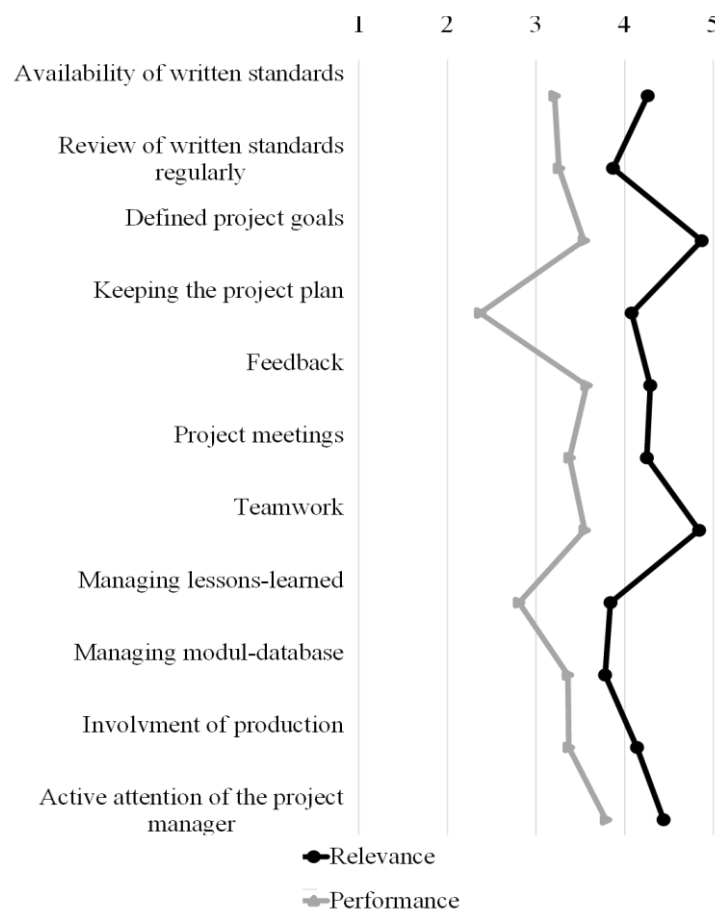 1 2 3 4 5
Availability of written standards
Review of written standards
regularly
Defined project goals
Keeping the project plan
Feedback
Project meetings
Teamwork
Managing lessons-learned
Managing modul-database
Involvment of production
Active attention of the project
manager
Relevance
Performance